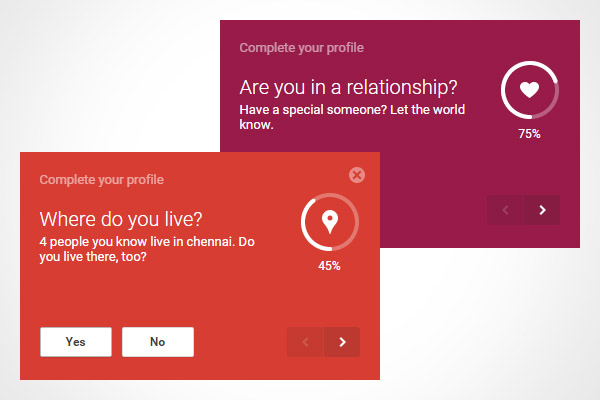 Complete your profile
Are you in a relationship?
Have a special someone? Let the world
know.
75%
Complete your profile
Where do you live?
4 people you know live in chennai. Do
you live there, too?
45%
Yes
No